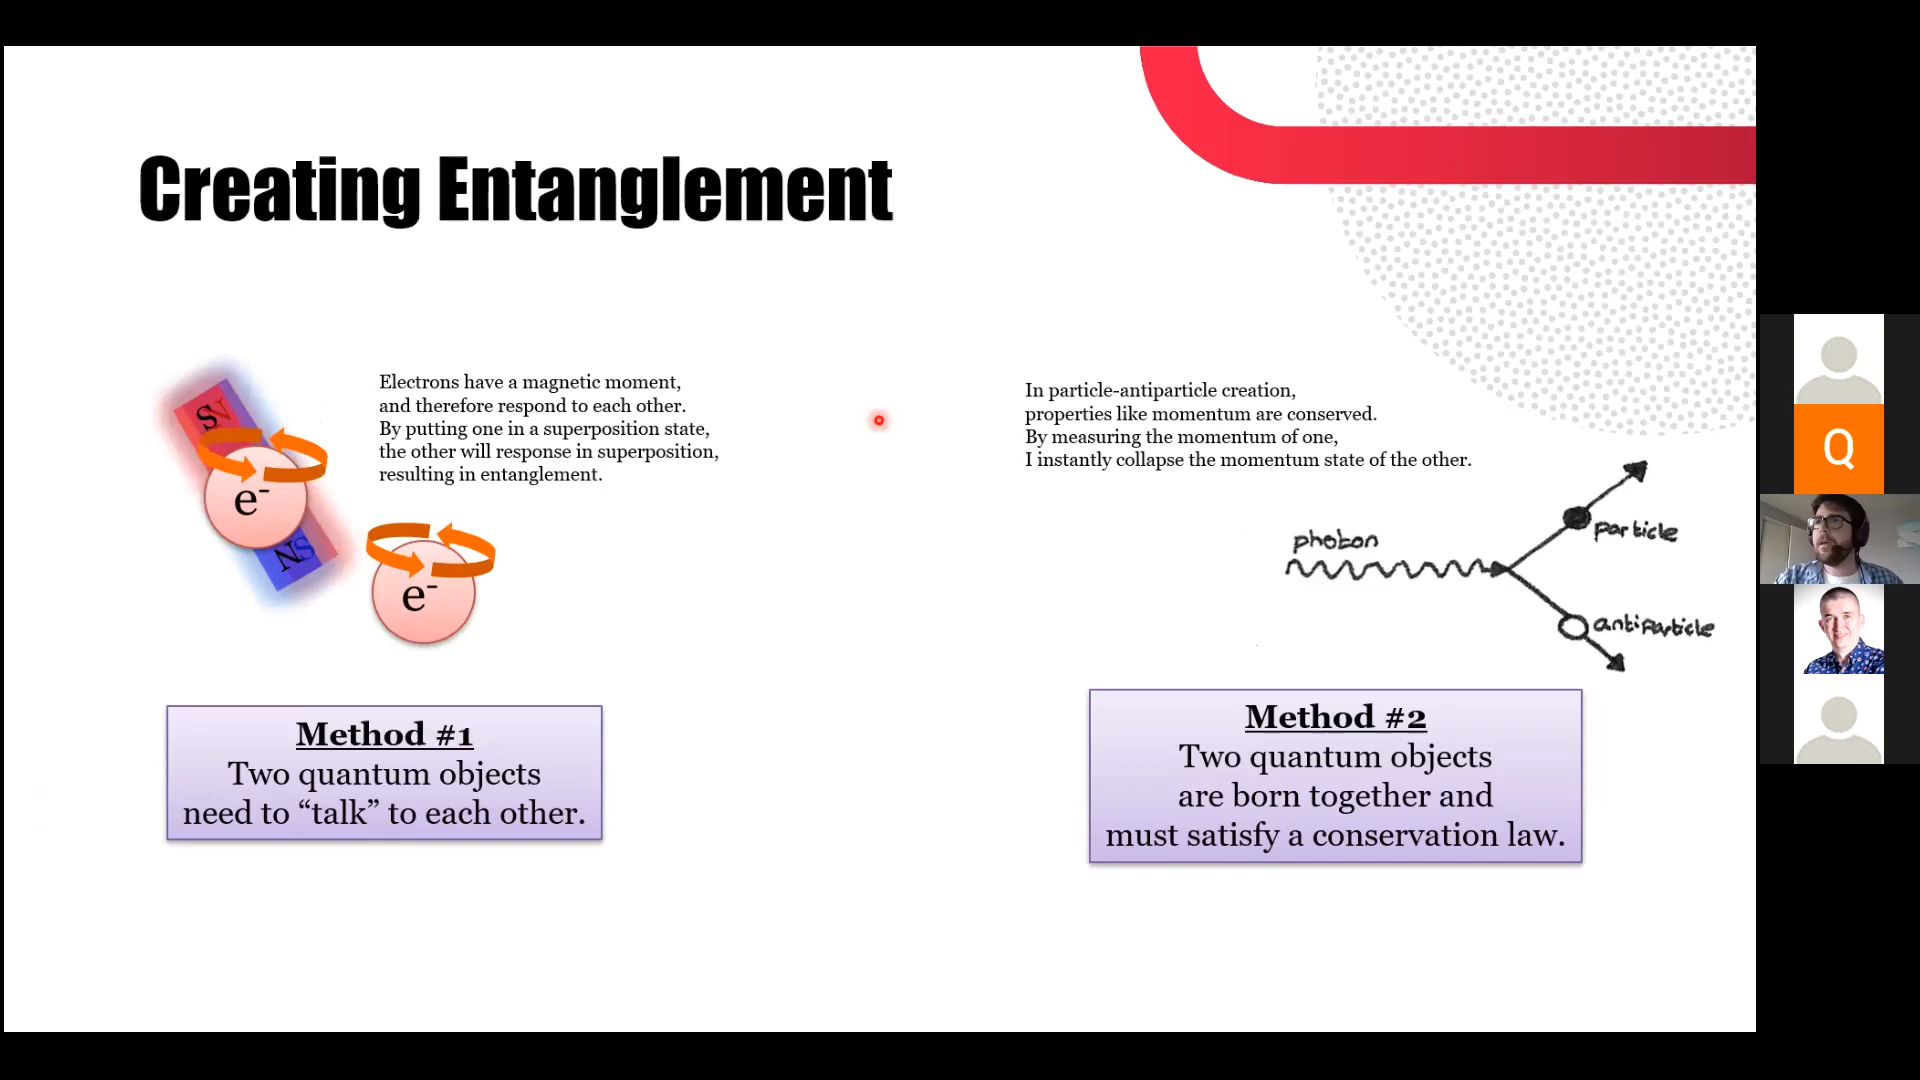 Creating Entanglement
Electrons have a magnetic moment,
and therefore respond to each other.
By putting one in a superposition state,
the other will response in superposition,
resulting in entanglement.
SN
e-
NS
e-
Method #1
Two quantum objects
need to “talk” to each other.
In particle-antiparticle creation,
properties like momentum are conserved.
By measuring the momentum of one,
I instantly collapse the momentum state of the other.
photon
particle
antiparticle
Method #2
Two quantum objects
are born together and
must satisfy a conservation law.
Q